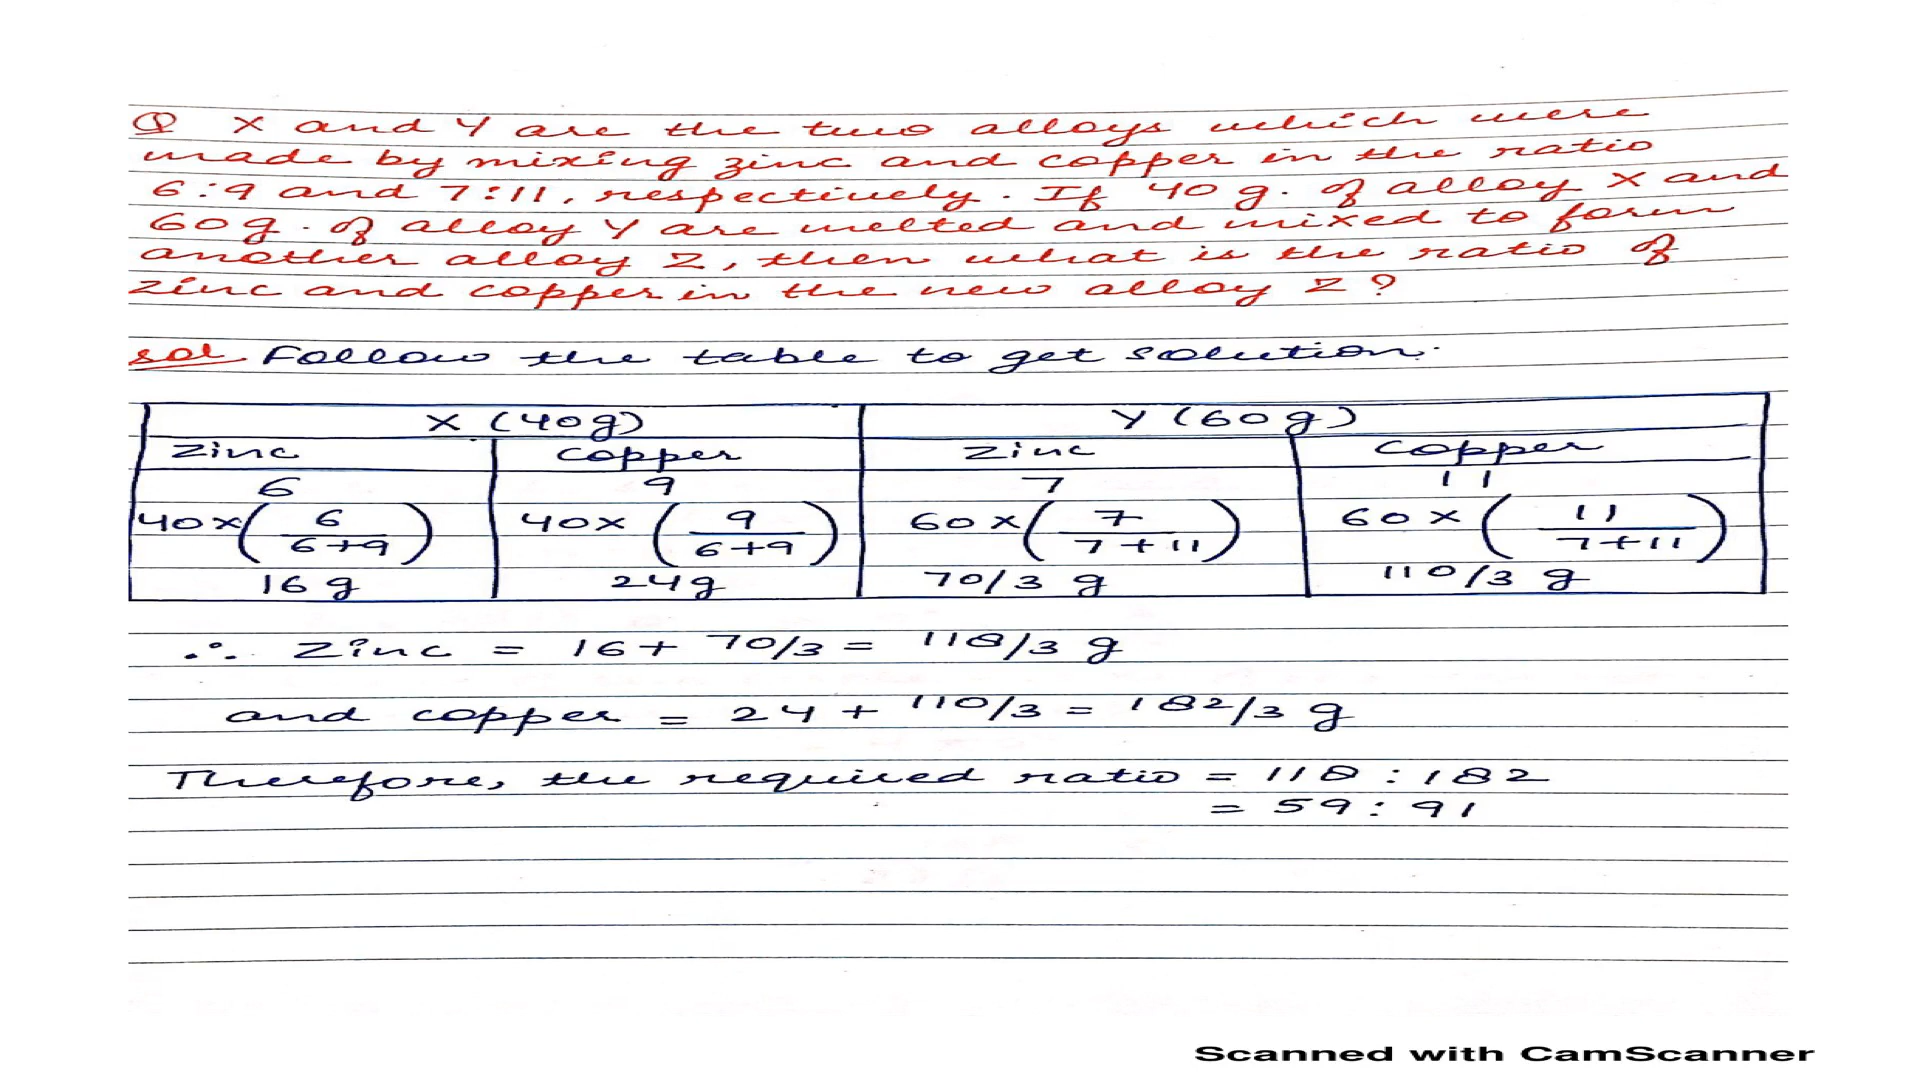 Q X and Y are the two alloys which were
made by mixing zinc and copper in the ratio
6:9 and 7:11, respectively. If 40 g. of alloy X and
60g. of alloy Y are melted and mixed to form
another alloy Z, then what is the ratio of
zinc and copper in the new alloy Z?
sol Follow the table to get solution.
X (40g) Y (60g)
Zinc copper Zinc copper
6 9 7 11
40×(6/(6+9)) 40×(9/(6+9)) 60×(7/(7+11)) 60×(11/(7+11))
16 g 24g 70/3 g 110/3 g
∴ Zinc = 16+ 70/3 = 118/3 g
and copper = 24 + 110/3 = 182/3 g
Therefore, the required ratio = 118 : 182
= 59 : 91
Scanned with CamScanner